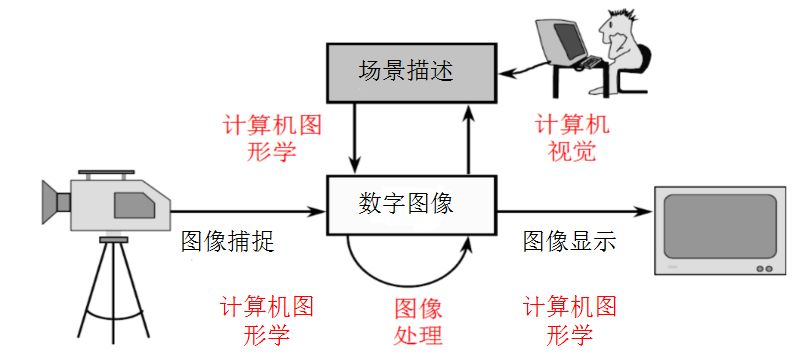 场景描述
计算机图
形学
计算机
视觉
数字图像
图像捕捉
图像显示
计算机图
形学
图像
处理
计算机图
形学